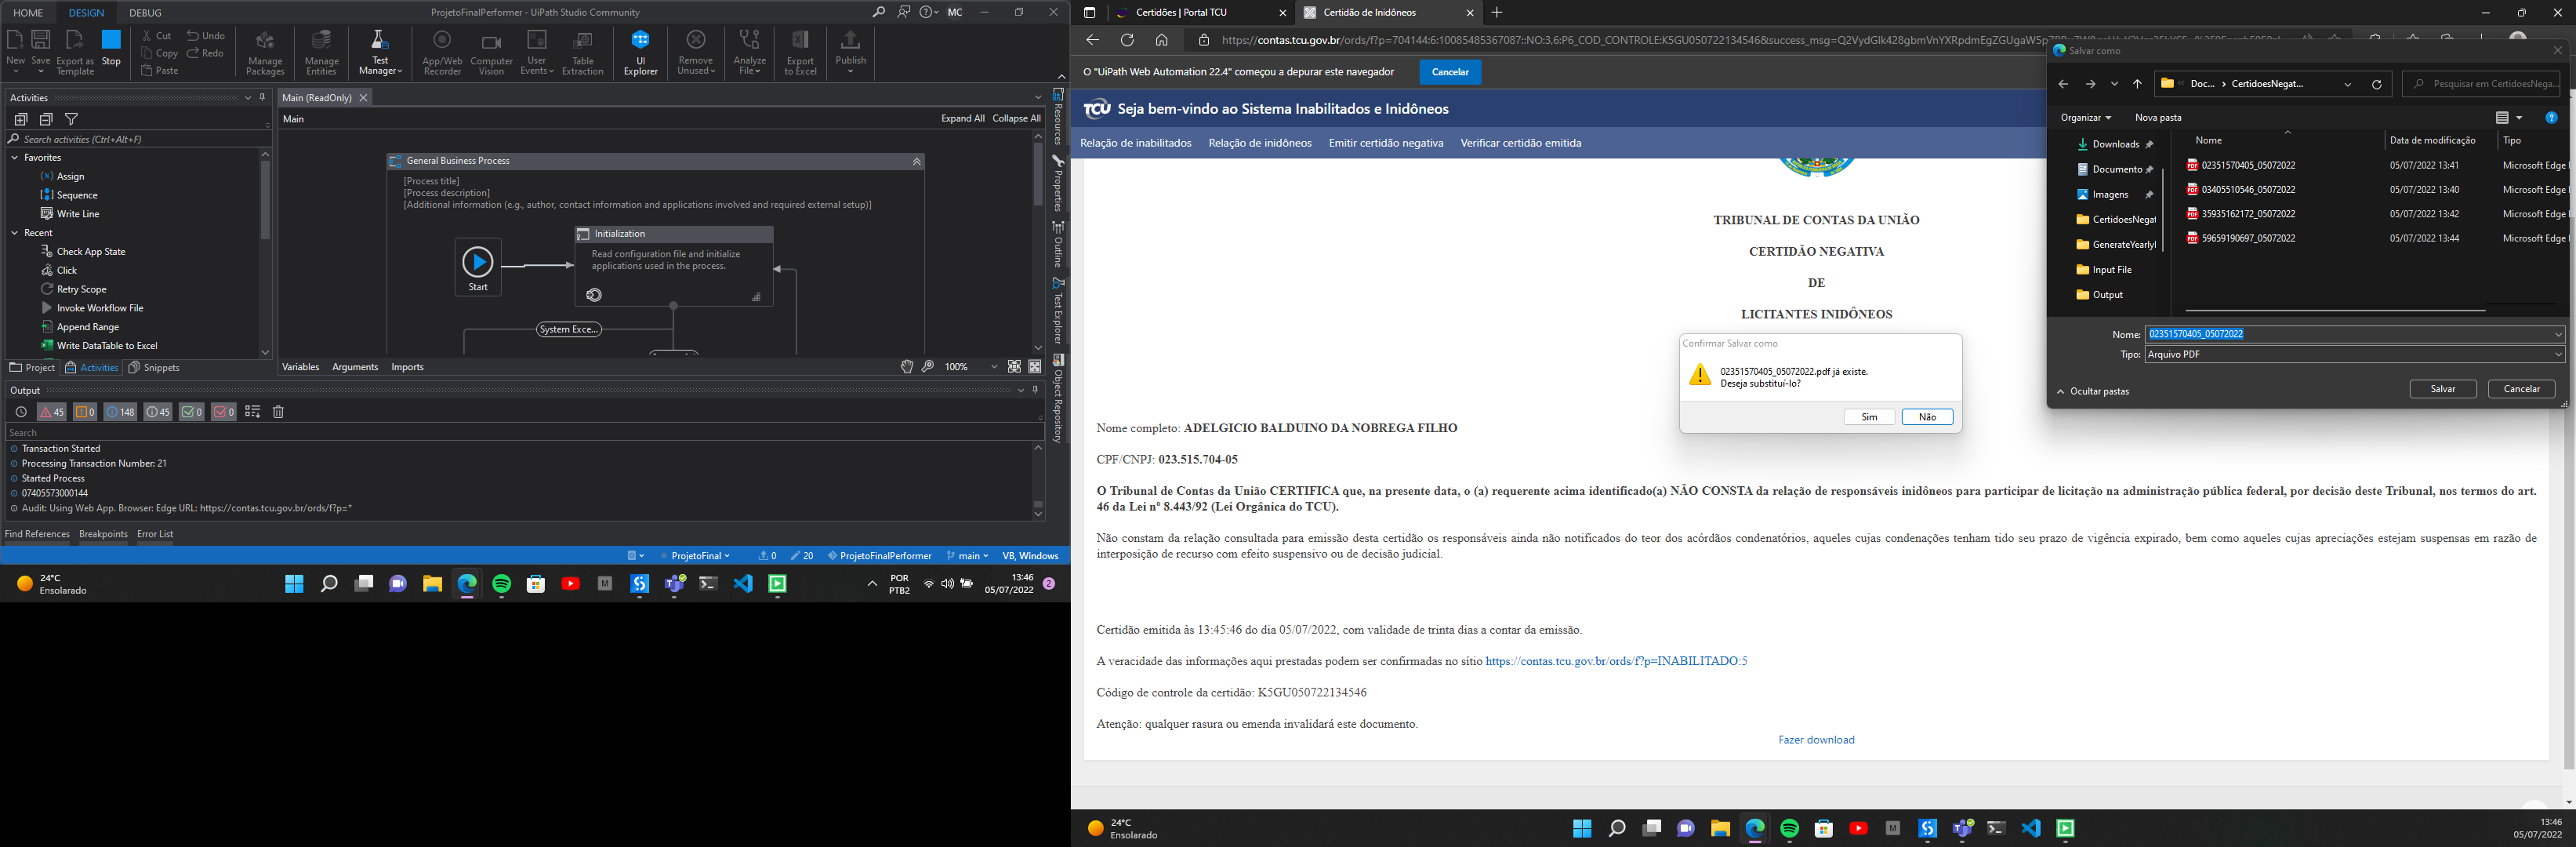 HOME DESIGN DEBUG
ProjetoFinalPerformer - UiPath Studio Community
MC
New Save Export as Template Stop
Cut Copy Paste
Undo Redo
Manage Packages
Manage Entities
Test Manager
App/Web Recorder
Computer Vision
User Events
Table Extraction
UI Explorer
Remove Unused
Analyze File
Export to Excel
Publish
Activities
Search activities (Ctrl+Alt+F)
Favorites
Assign
Sequence
Write Line
Recent
Check App State
Click
Retry Scope
Invoke Workflow File
Append Range
Write DataTable to Excel
Project Activities Snippets
Main (ReadOnly)
Main
Expand All Collapse All
General Business Process
[Process title]
[Process description]
[Additional information (e.g., author, contact information and applications involved and required external setup)]
Start
Initialization
Read configuration file and initialize
applications used in the process.
System Exce...
Variables Arguments Imports
100%
Resources
Properties
Outline
Test Explorer
Object Repository
Output
45 0 148 45 0 0
Search
Transaction Started
Processing Transaction Number: 21
Started Process
07405573000144
Audit: Using Web App. Browser: Edge URL: https://contas.tcu.gov.br/ords/f?p=*
Find References Breakpoints Error List
ProjetoFinal 0 20 ProjetoFinalPerformer main VB, Windows
24°C
Ensolarado
POR
PTB2
13:46
05/07/2022
2
Certidões | Portal TCU
Certidão de Inidôneos
https://contas.tcu.gov.br/ords/f?p=704144:6:10085485367087::NO:3,6:P6_COD_CONTROLE:K5GU050722134546&success_msg=
O "UiPath Web Automation 22.4" começou a depurar este navegador
Cancelar
TCU Seja bem-vindo ao Sistema Inabilitados e Inidôneos
Relação de inabilitados Relação de inidôneos Emitir certidão negativa Verificar certidão emitida
TRIBUNAL DE CONTAS DA UNIÃO
CERTIDÃO NEGATIVA
DE
LICITANTES INIDÔNEOS
Confirmar Salvar como
02351570405_05072022.pdf já existe.
Deseja substituí-lo?
Sim Não
Nome completo: ADELGICIO BALDUINO DA NOBREGA FILHO
CPF/CNPJ: 023.515.704-05
O Tribunal de Contas da União CERTIFICA que, na presente data, o (a) requerente acima identificado(a) NÃO CONSTA da relação de responsáveis inidôneos para participar de licitação na administração pública federal, por decisão deste Tribunal, nos termos do art.
46 da Lei nº 8.443/92 (Lei Orgânica do TCU).
Não constam da relação consultada para emissão desta certidão os responsáveis ainda não notificados do teor dos acórdãos condenatórios, aqueles cujas condenações tenham tido seu prazo de vigência expirado, bem como aqueles cujas apreciações estejam suspensas em razão de
interposição de recurso com efeito suspensivo ou de decisão judicial.
Certidão emitida às 13:45:46 do dia 05/07/2022, com validade de trinta dias a contar da emissão.
A veracidade das informações aqui prestadas podem ser confirmadas no sítio https://contas.tcu.gov.br/ords/f?p=INABILITADO:5
Código de controle da certidão: K5GU050722134546
Atenção: qualquer rasura ou emenda invalidará este documento.
Fazer download
Salvar como
Doc... CertidoesNegat...
Pesquisar em CertidoesNega...
Organizar Nova pasta
Downloads
Documento
Imagens
CertidoesNegat
GenerateYearlyI
Input File
Output
Nome Data de modificação Tipo
02351570405_05072022 05/07/2022 13:41 Microsoft Edge
03405510546_05072022 05/07/2022 13:40 Microsoft Edge
35935162172_05072022 05/07/2022 13:42 Microsoft Edge
59659190697_05072022 05/07/2022 13:44 Microsoft Edge
Nome: 02351570405_05072022
Tipo: Arquivo PDF
Ocultar pastas
Salvar Cancelar
24°C
Ensolarado
13:46
05/07/2022